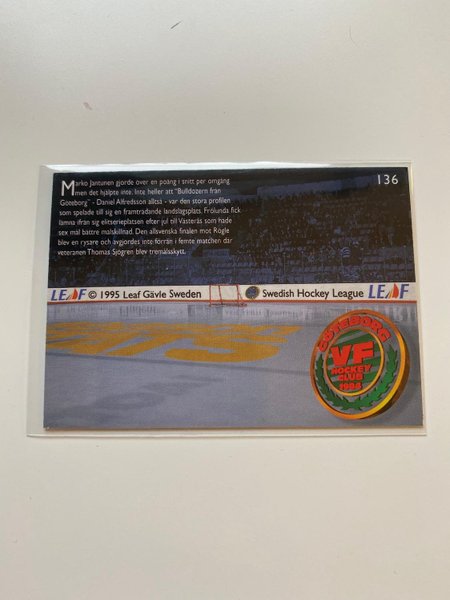 Marko Jantunen gjorde över en poäng i snitt per omgång
men det hjälpte inte. Inte heller att "Bulldozern från
Göteborg" - Daniel Alfredsson alltså - var den stora profilen
som spelade till sig en framträdande landslagsplats. Frölunda fick
lämna ifrån sig elitserieplatsen efter jul till Västerås som hade
sex mål bättre målskillnad. Den allsvenska finalen mot Rögle
blev en rysare och avgjordes inte förrän i femte matchen där
veteranen Thomas Sjögren blev tremålsskytt.
136
LEAF © 1995 Leaf Gävle Sweden
Swedish Hockey League LEAF
GÖTEBORG
VF
HOCKEY
CLUB
1984